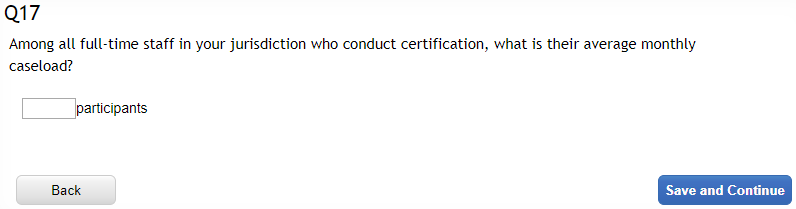 Q17
Among all full-time staff in your jurisdiction who conduct certification, what is their average monthly
caseload?
participants
Back
Save and Continue